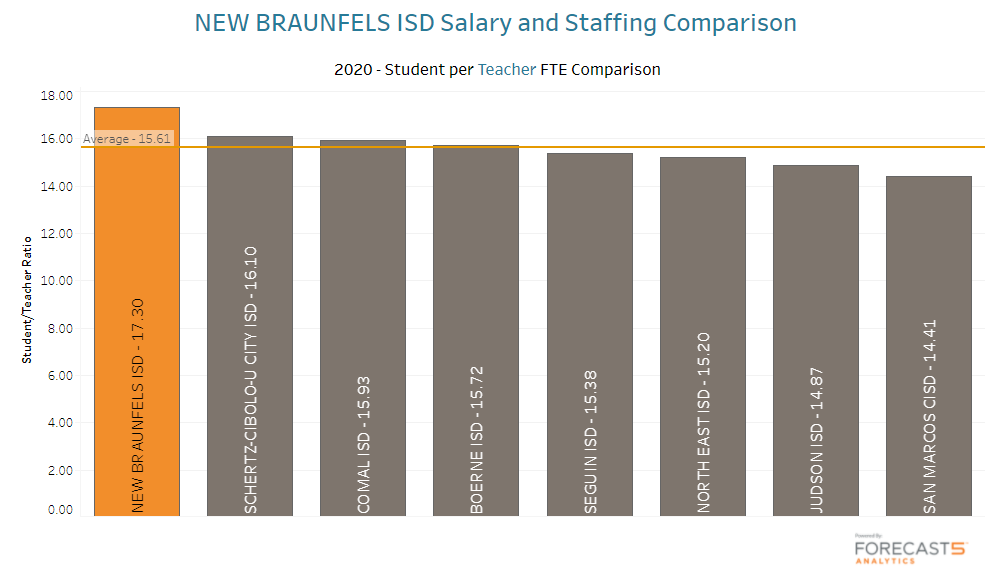 NEW BRAUNFELS ISD Salary and Staffing Comparison
2020 - Student per Teacher FTE Comparison
Student/Teacher Ratio
18.00
16.00
14.00
12.00
10.00
8.00
6.00
4.00
2.00
0.00
Average - 15.61
NEW BRAUNFELS ISD - 17.30
SCHERTZ-CIBOLO-U CITY ISD - 16.10
COMAL ISD - 15.93
BOERNE ISD - 15.72
SEGUIN ISD - 15.38
NORTH EAST ISD - 15.20
JUDSON ISD - 14.87
SAN MARCOS CISD - 14.41
Powered By:
FORECAST5
ANALYTICS